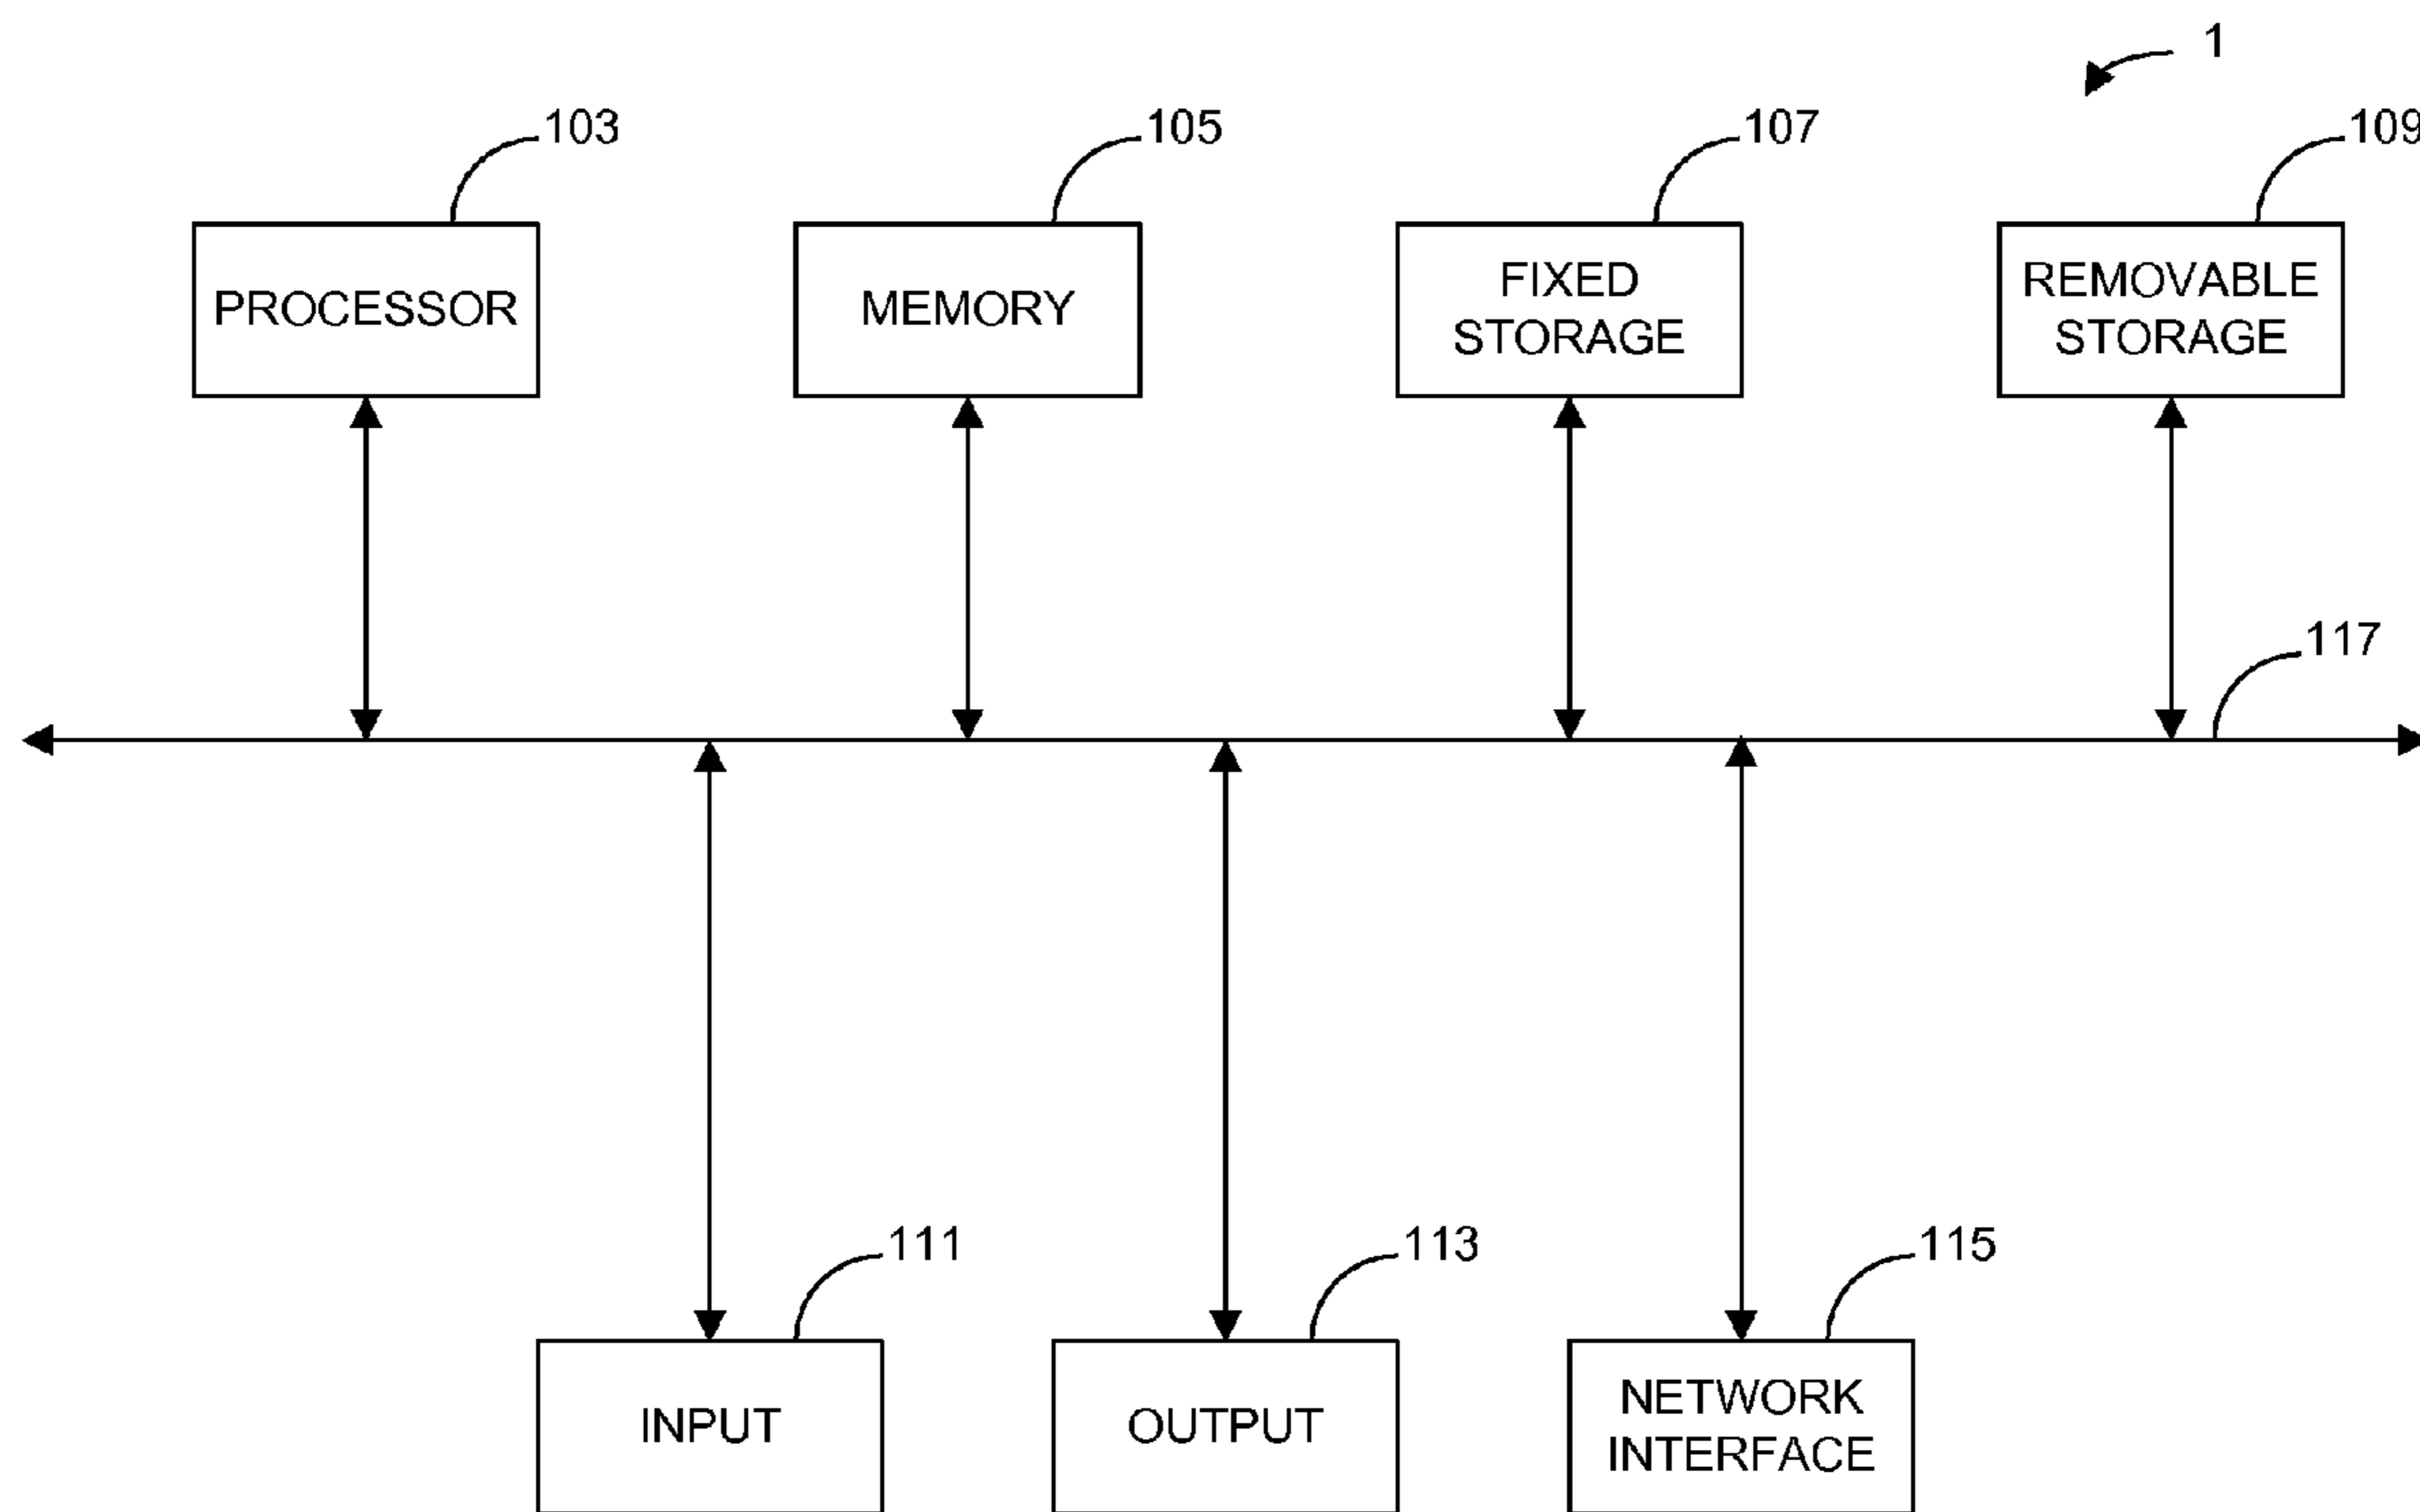 1
103
105
107
109
PROCESSOR
MEMORY
FIXED
STORAGE
REMOVABLE
STORAGE
117
111
113
115
INPUT
OUTPUT
NETWORK
INTERFACE